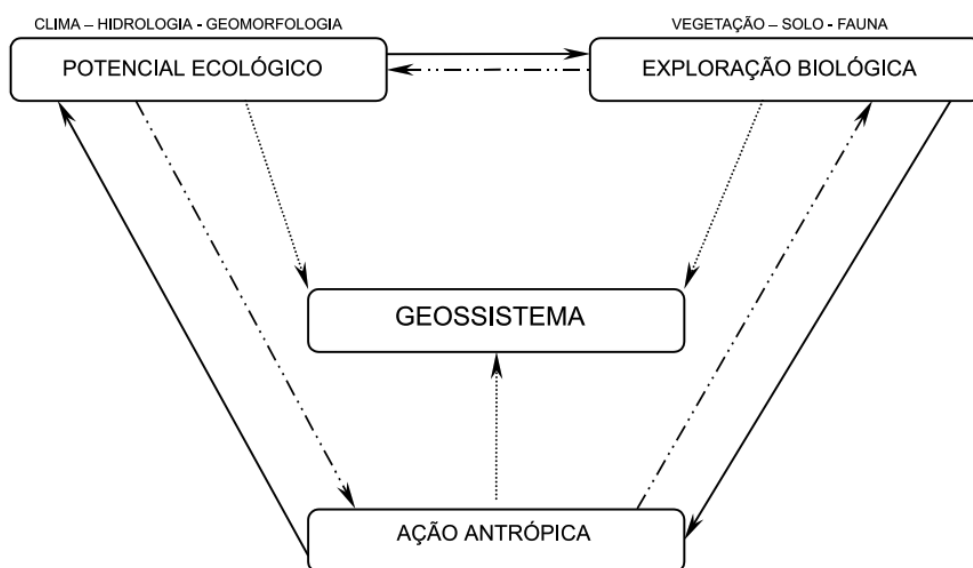 CLIMA – HIDROLOGIA - GEOMORFOLOGIA
VEGETAÇÃO – SOLO - FAUNA
POTENCIAL ECOLÓGICO
EXPLORAÇÃO BIOLÓGICA
GEOSSISTEMA
AÇÃO ANTRÓPICA